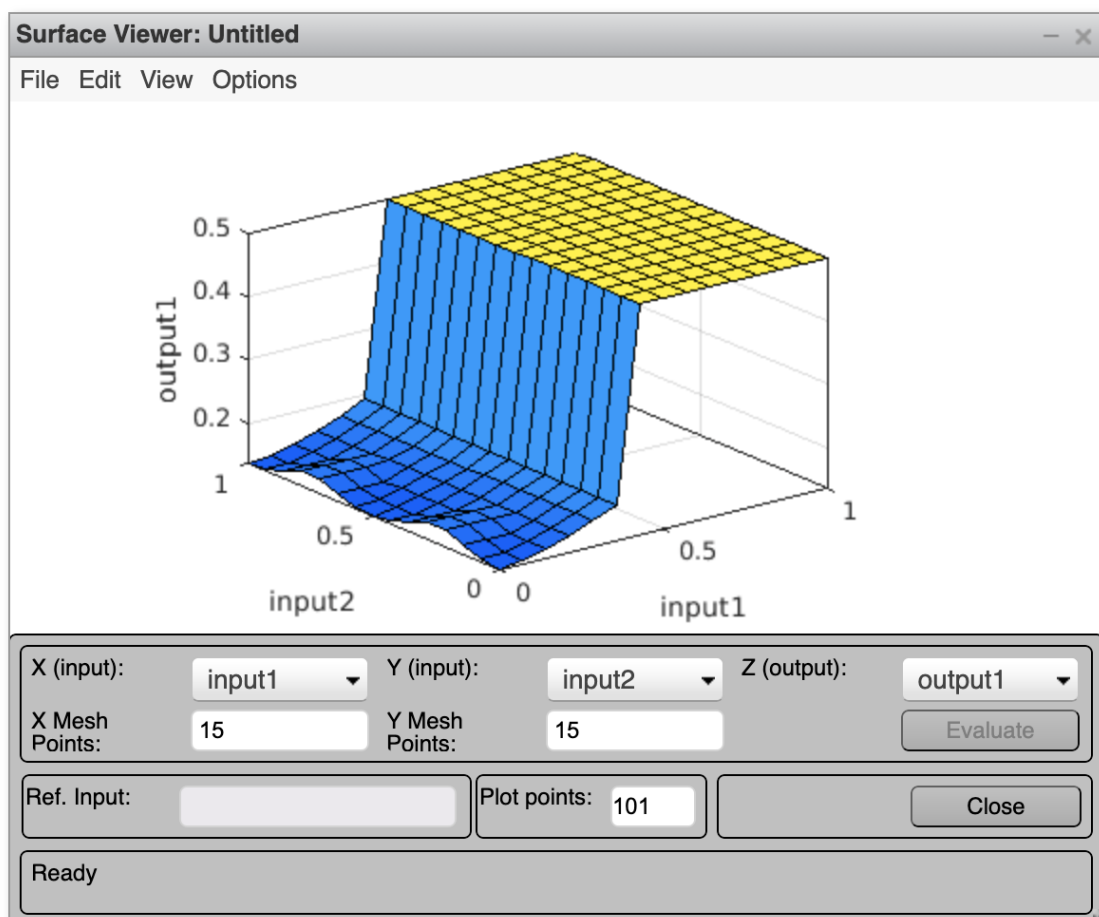 Surface Viewer: Untitled
File Edit View Options
0.5
0.4
0.3
0.2
output1
1
0.5
0
input2
0
0.5
1
input1
X (input): input1 Y (input): input2 Z (output): output1
X Mesh Points: 15 Y Mesh Points: 15 Evaluate
Ref. Input: Plot points: 101 Close
Ready